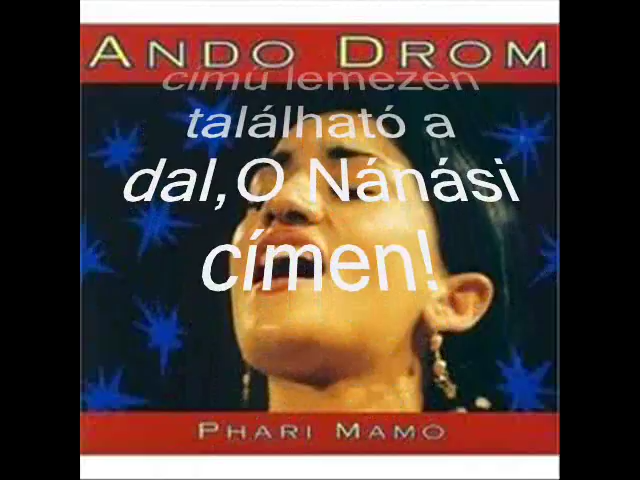 ANDO DROM
című lemezen
található a
dal,O Nánási
címen!
PHARI MAMO